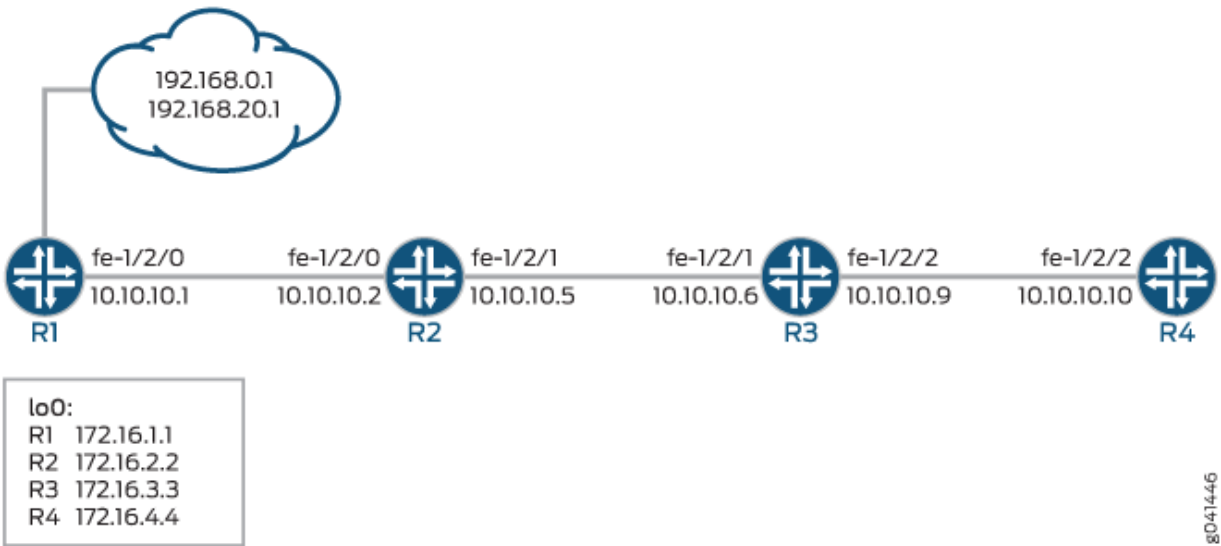 192.168.0.1
192.168.20.1
fe-1/2/0 fe-1/2/0 fe-1/2/1 fe-1/2/1 fe-1/2/2 fe-1/2/2
10.10.10.1 10.10.10.2 10.10.10.5 10.10.10.6 10.10.10.9 10.10.10.10
R1 R2 R3 R4
lo0:
R1 172.16.1.1
R2 172.16.2.2
R3 172.16.3.3
R4 172.16.4.4
g041446